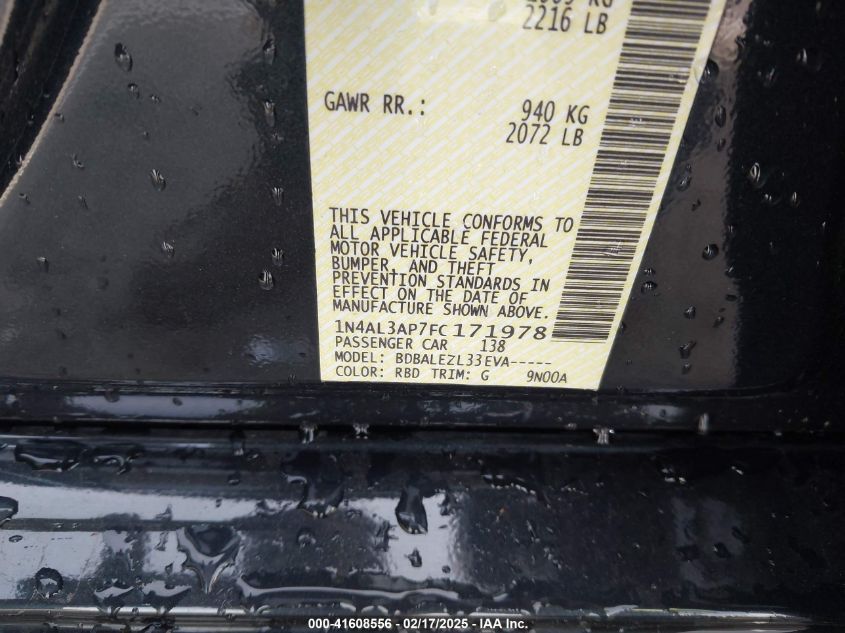 2216 LB
GAWR RR.: 940 KG
2072 LB
THIS VEHICLE CONFORMS TO
ALL APPLICABLE FEDERAL
MOTOR VEHICLE SAFETY,
BUMPER, AND THEFT
PREVENTION STANDARDS IN
EFFECT ON THE DATE OF
MANUFACTURE SHOWN ABOVE.
1N4AL3AP7FC171978
PASSENGER CAR 138
MODEL: BDBALEZL33EVA-----
COLOR: RBD TRIM: G 9N00A
000-41608556 - 02/17/2025 - IAA Inc.